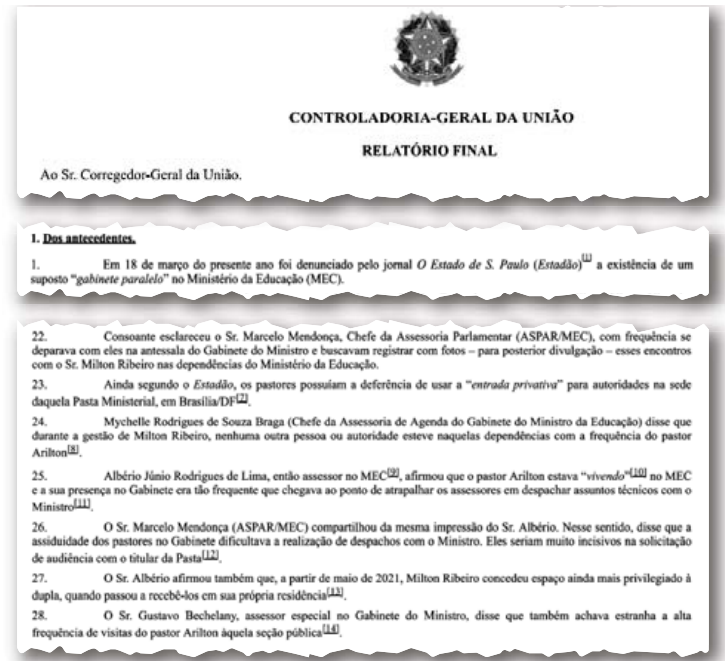 CONTROLADORIA-GERAL DA UNIÃO
RELATÓRIO FINAL
Ao Sr. Corregedor-Geral da União.
1. Dos antecedentes.
1. Em 18 de março do presente ano foi denunciado pelo jornal O Estado de S. Paulo (Estadão)[1] a existência de um
suposto “gabinete paralelo” no Ministério da Educação (MEC).
22. Consoante esclareceu o Sr. Marcelo Mendonça, Chefe da Assessoria Parlamentar (ASPAR/MEC), com frequência se
deparava com eles na antessala do Gabinete do Ministro e buscavam registrar com fotos – para posterior divulgação – esses encontros
com o Sr. Milton Ribeiro nas dependências do Ministério da Educação.
23. Ainda segundo o Estadão, os pastores possuíam a deferência de usar a “entrada privativa” para autoridades na sede
daquela Pasta Ministerial, em Brasília/DF[7].
24. Mychelle Rodrigues de Souza Braga (Chefe da Assessoria de Agenda do Gabinete do Ministro da Educação) disse que
durante a gestão de Milton Ribeiro, nenhuma outra pessoa ou autoridade esteve naquelas dependências com a frequência do pastor
Arilton[8].
25. Albério Júnio Rodrigues de Lima, então assessor no MEC[9], afirmou que o pastor Arilton estava “vivendo”[10] no MEC
e a sua presença no Gabinete era tão frequente que chegava ao ponto de atrapalhar os assessores em despachar assuntos técnicos com o
Ministro[11].
26. O Sr. Marcelo Mendonça (ASPAR/MEC) compartilhou da mesma impressão do Sr. Albério. Nesse sentido, disse que a
assiduidade dos pastores no Gabinete dificultava a realização de despachos com o Ministro. Eles seriam muito incisivos na solicitação
de audiência com o titular da Pasta[12].
27. O Sr. Albério afirmou também que, a partir de maio de 2021, Milton Ribeiro concedeu espaço ainda mais privilegiado à
dupla, quando passou a recebê-los em sua própria residência[13].
28. O Sr. Gustavo Bechelany, assessor especial no Gabinete do Ministro, disse que também achava estranha a alta
frequência de visitas do pastor Arilton àquela seção pública[14].